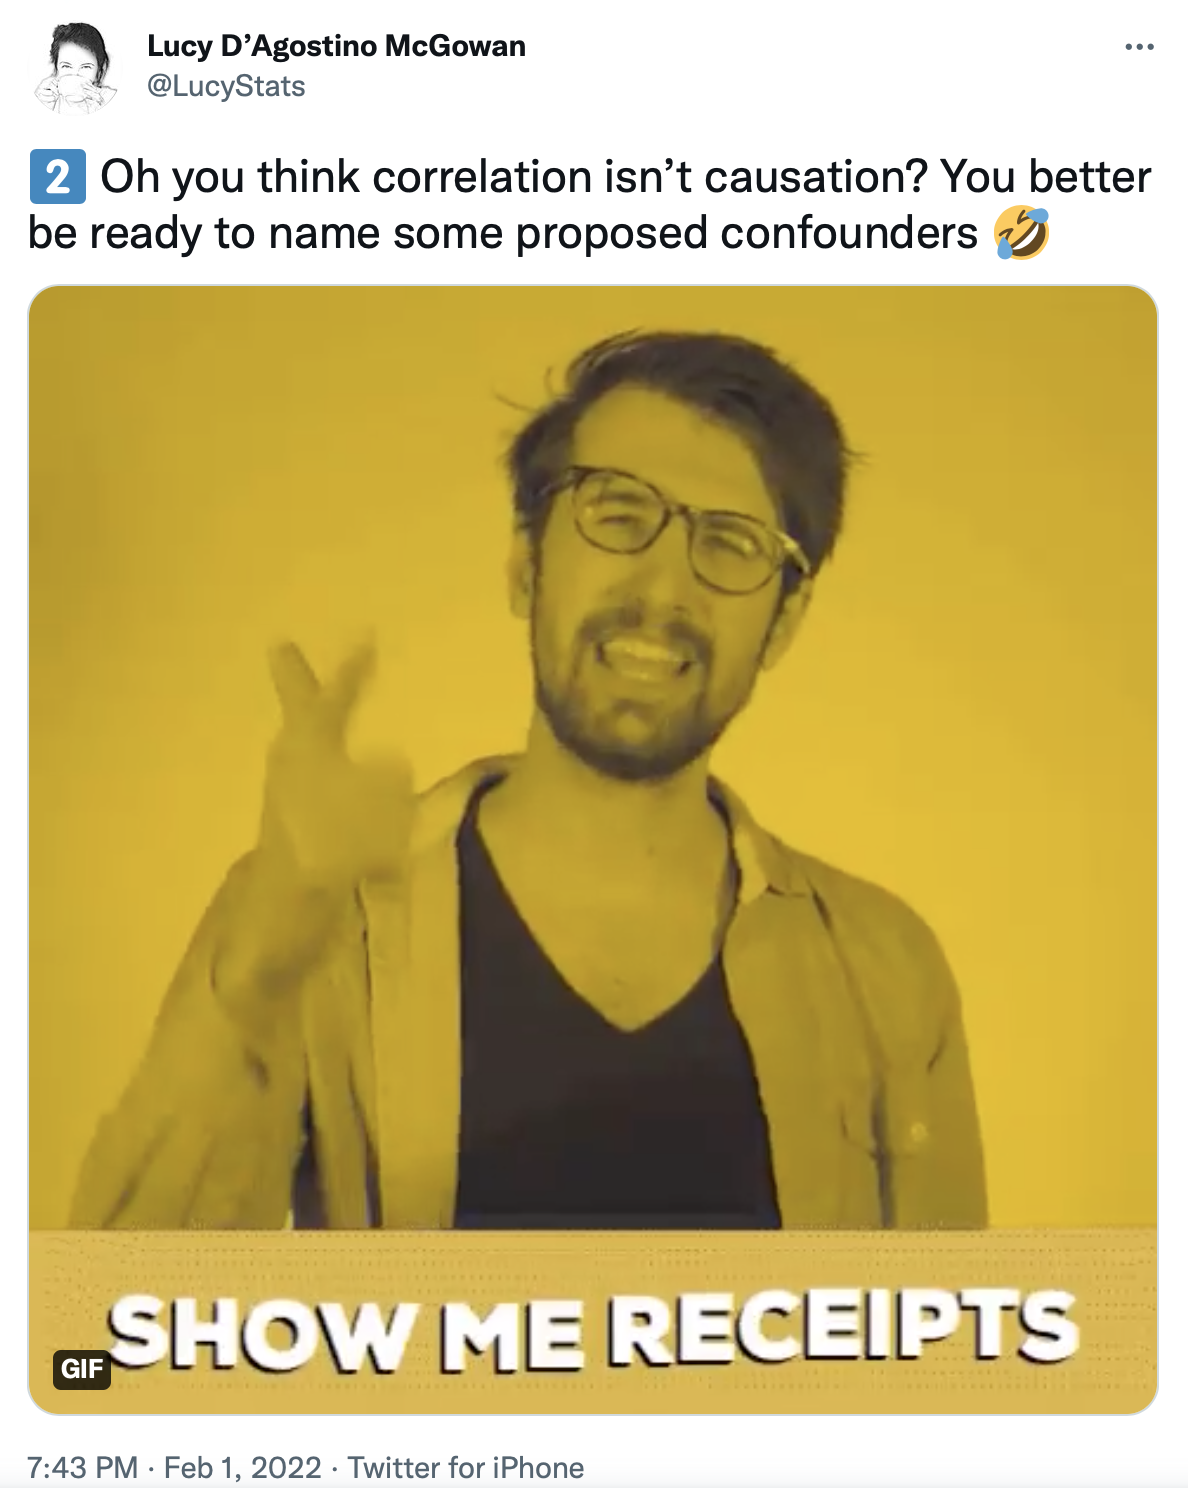 Lucy D’Agostino McGowan
@LucyStats
2️⃣ Oh you think correlation isn’t causation? You better
be ready to name some proposed confounders 🤣
SHOW ME RECEIPTS
GIF
7:43 PM · Feb 1, 2022 · Twitter for iPhone